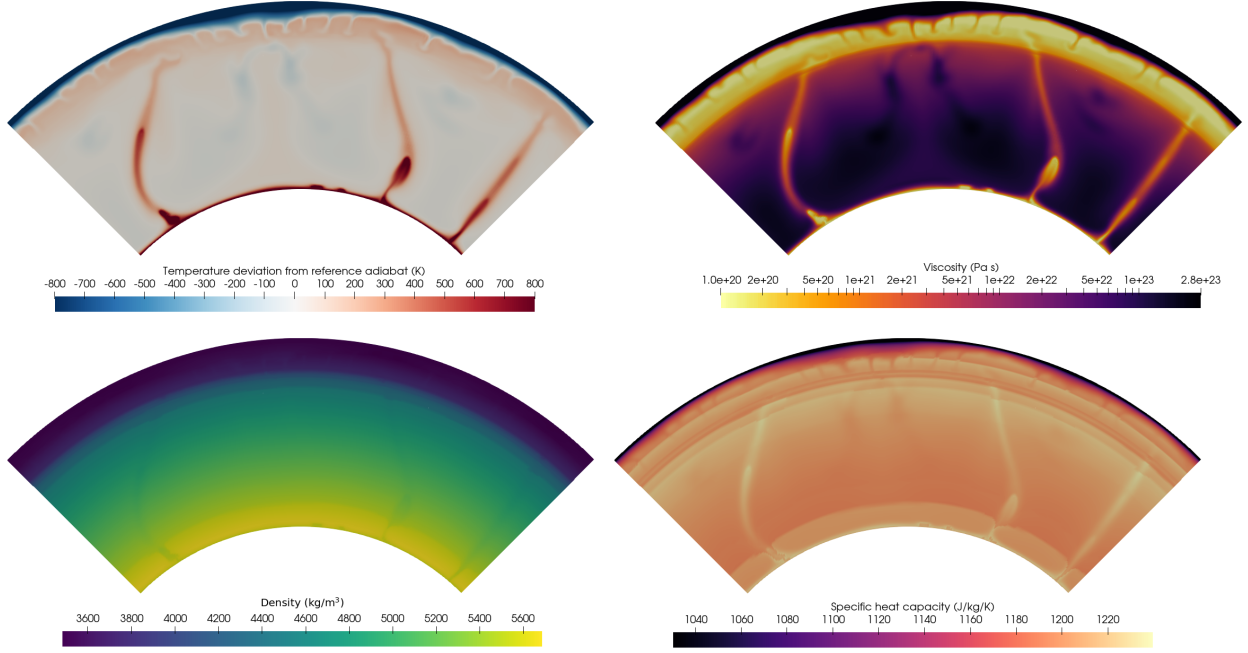 Temperature deviation from reference adiabat (K)
-800 -700 -600 -500 -400 -300 -200 -100 0 100 200 300 400 500 600 700 800
Viscosity (Pa s)
1.0e+20 2e+20 5e+20 1e+21 2e+21 5e+21 1e+22 2e+22 5e+22 1e+23 2.8e+23
Density (kg/m³)
3600 3800 4000 4200 4400 4600 4800 5000 5200 5400 5600
Specific heat capacity (J/kg/K)
1040 1060 1080 1100 1120 1140 1160 1180 1200 1220